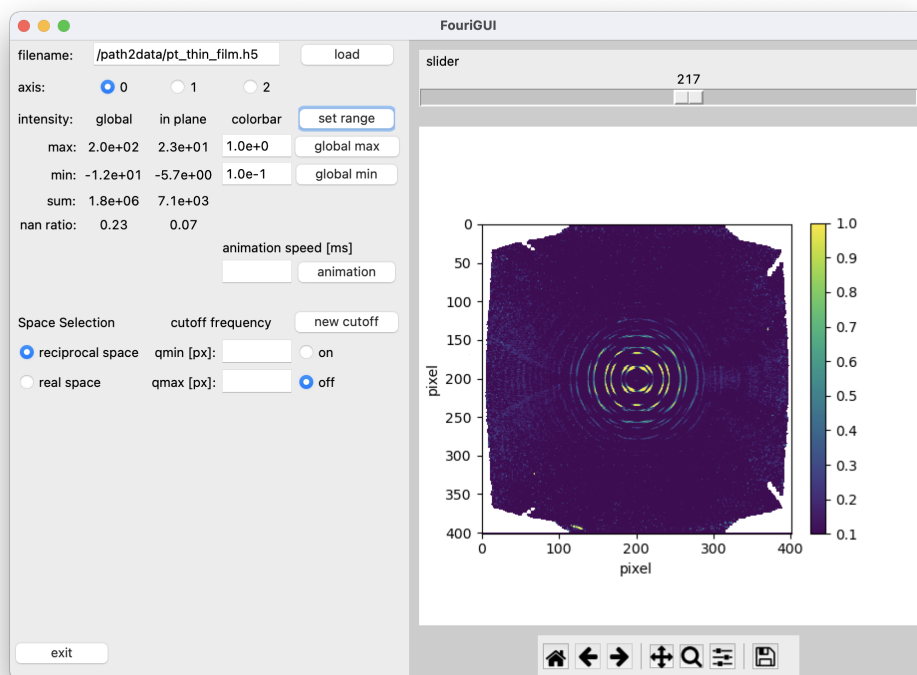 FouriGUI
filename: /path2data/pt_thin_film.h5 load
axis: 0 1 2
intensity: global in plane colorbar set range
max: 2.0e+02 2.3e+01 1.0e+0 global max
min: -1.2e+01 -5.7e+00 1.0e-1 global min
sum: 1.8e+06 7.1e+03
nan ratio: 0.23 0.07
animation speed [ms]
animation
Space Selection cutoff frequency new cutoff
reciprocal space qmin [px]: on
real space qmax [px]: off
exit
slider
217
0
50
100
150
200
250
300
350
400
pixel
0 100 200 300 400
pixel
1.0
0.9
0.8
0.7
0.6
0.5
0.4
0.3
0.2
0.1